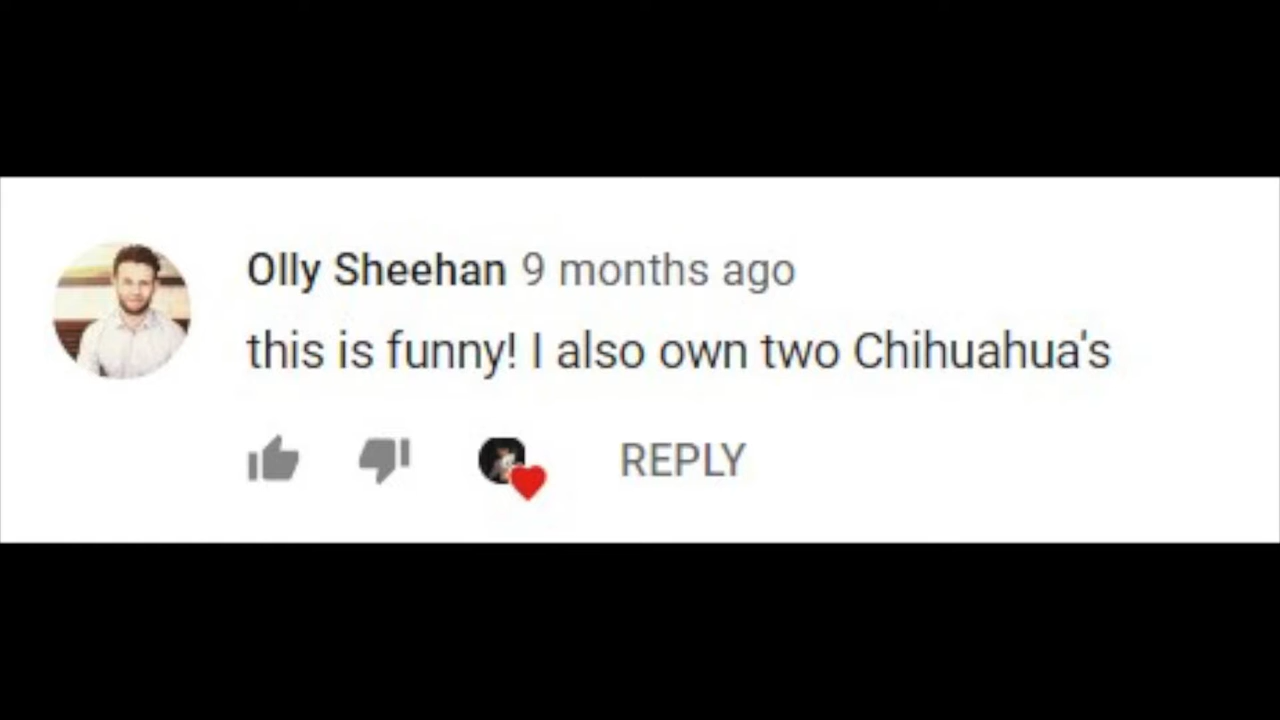 Olly Sheehan 9 months ago
this is funny! I also own two Chihuahua's
REPLY